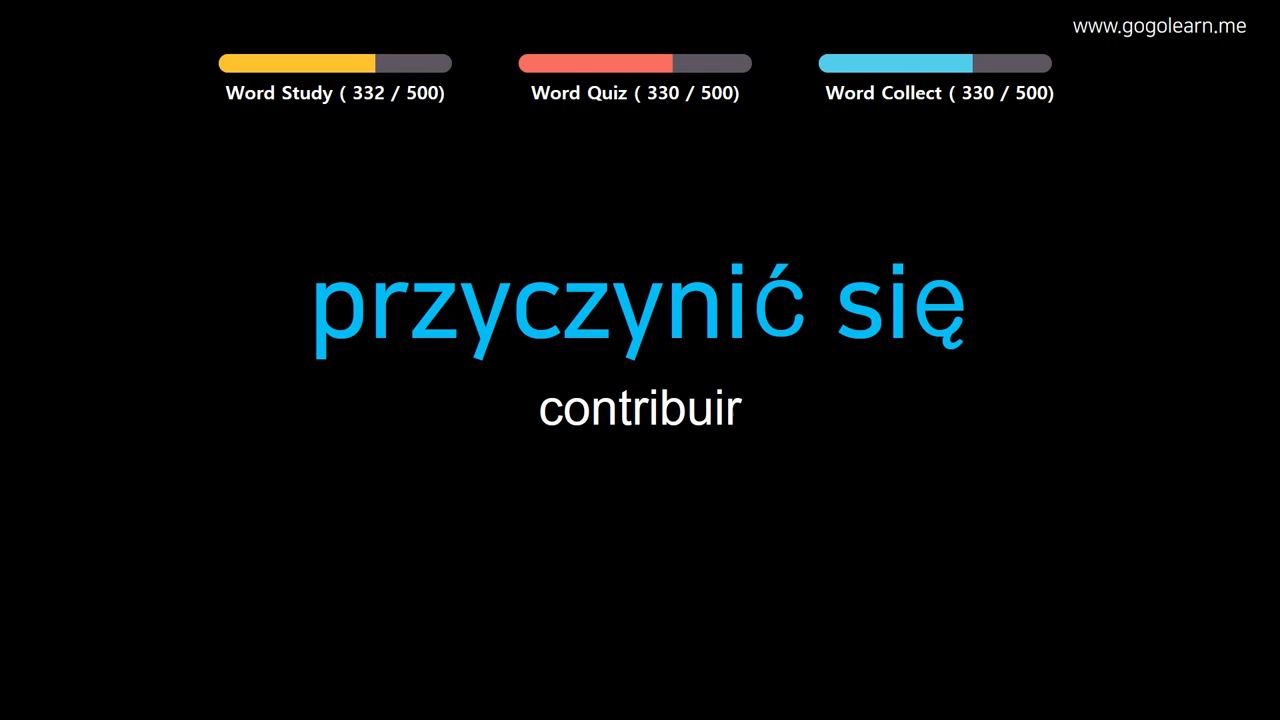 www.gogolearn.me
Word Study ( 332 / 500)
Word Quiz ( 330 / 500)
Word Collect ( 330 / 500)
przyczynić się
contribuir